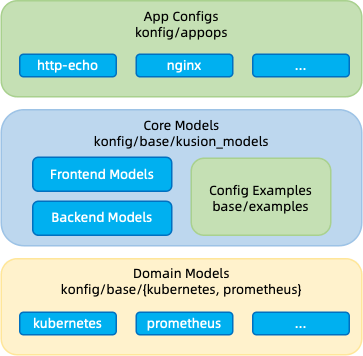 App Configs
konfig/appops
http-echo
nginx
...
Core Models
konfig/base/kusion_models
Frontend Models
Backend Models
Config Examples
base/examples
Domain Models
konfig/base/{kubernetes, prometheus}
kubernetes
prometheus
...